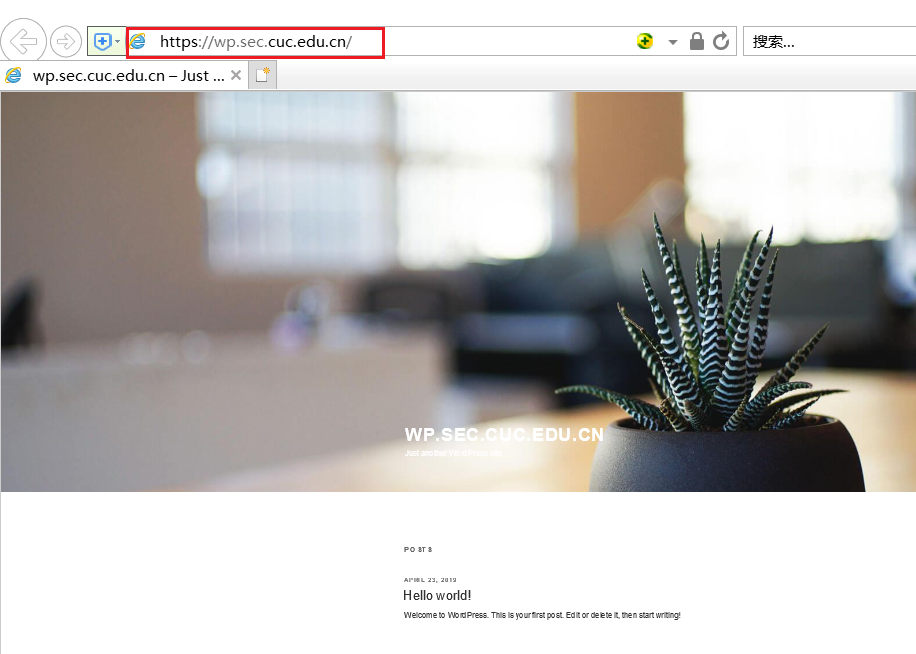 https://wp.sec.cuc.edu.cn/
搜索...
wp.sec.cuc.edu.cn – Just ...
WP.SEC.CUC.EDU.CN
Just another WordPress site
POSTS
APRIL 23, 2019
Hello world!
Welcome to WordPress. This is your first post. Edit or delete it, then start writing!